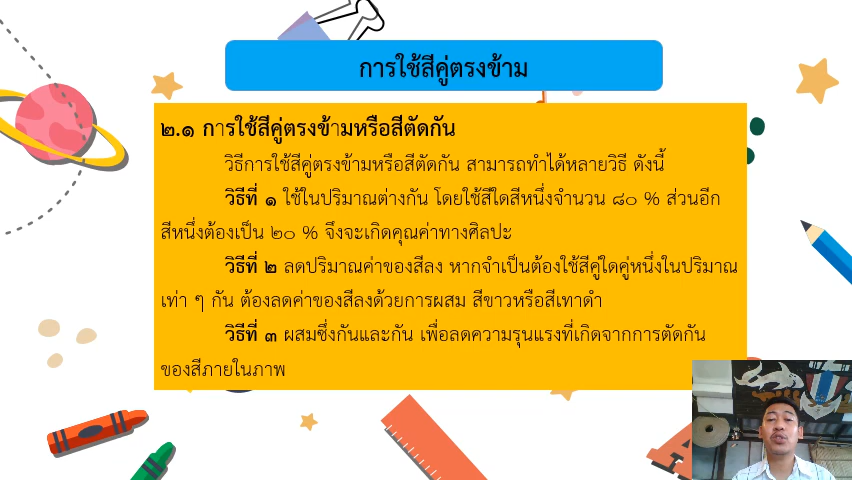 การใช้สีคู่ตรงข้าม
๒.๑ การใช้สีคู่ตรงข้ามหรือสีตัดกัน
วิธีการใช้สีคู่ตรงข้ามหรือสีตัดกัน สามารถทำได้หลายวิธี ดังนี้
วิธีที่ ๑ ใช้ในปริมาณต่างกัน โดยใช้สีใดสีหนึ่งจำนวน ๘๐ % ส่วนอีก
สีหนึ่งต้องเป็น ๒๐ % จึงจะเกิดคุณค่าทางศิลปะ
วิธีที่ ๒ ลดปริมาณค่าของสีลง หากจำเป็นต้องใช้สีคู่ใดคู่หนึ่งในปริมาณ
เท่า ๆ กัน ต้องลดค่าของสีลงด้วยการผสม สีขาวหรือสีเทาดำ
วิธีที่ ๓ ผสมซึ่งกันและกัน เพื่อลดความรุนแรงที่เกิดจากการตัดกัน
ของสีภายในภาพ